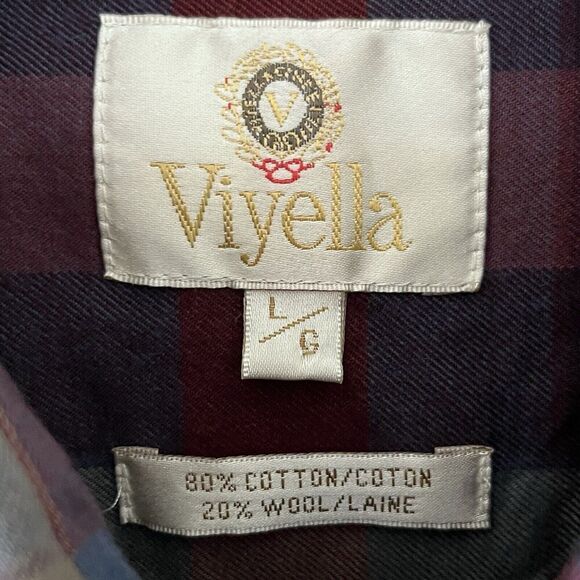 V
Viyella
L/G
80% COTTON/COTON
20% WOOL/LAINE